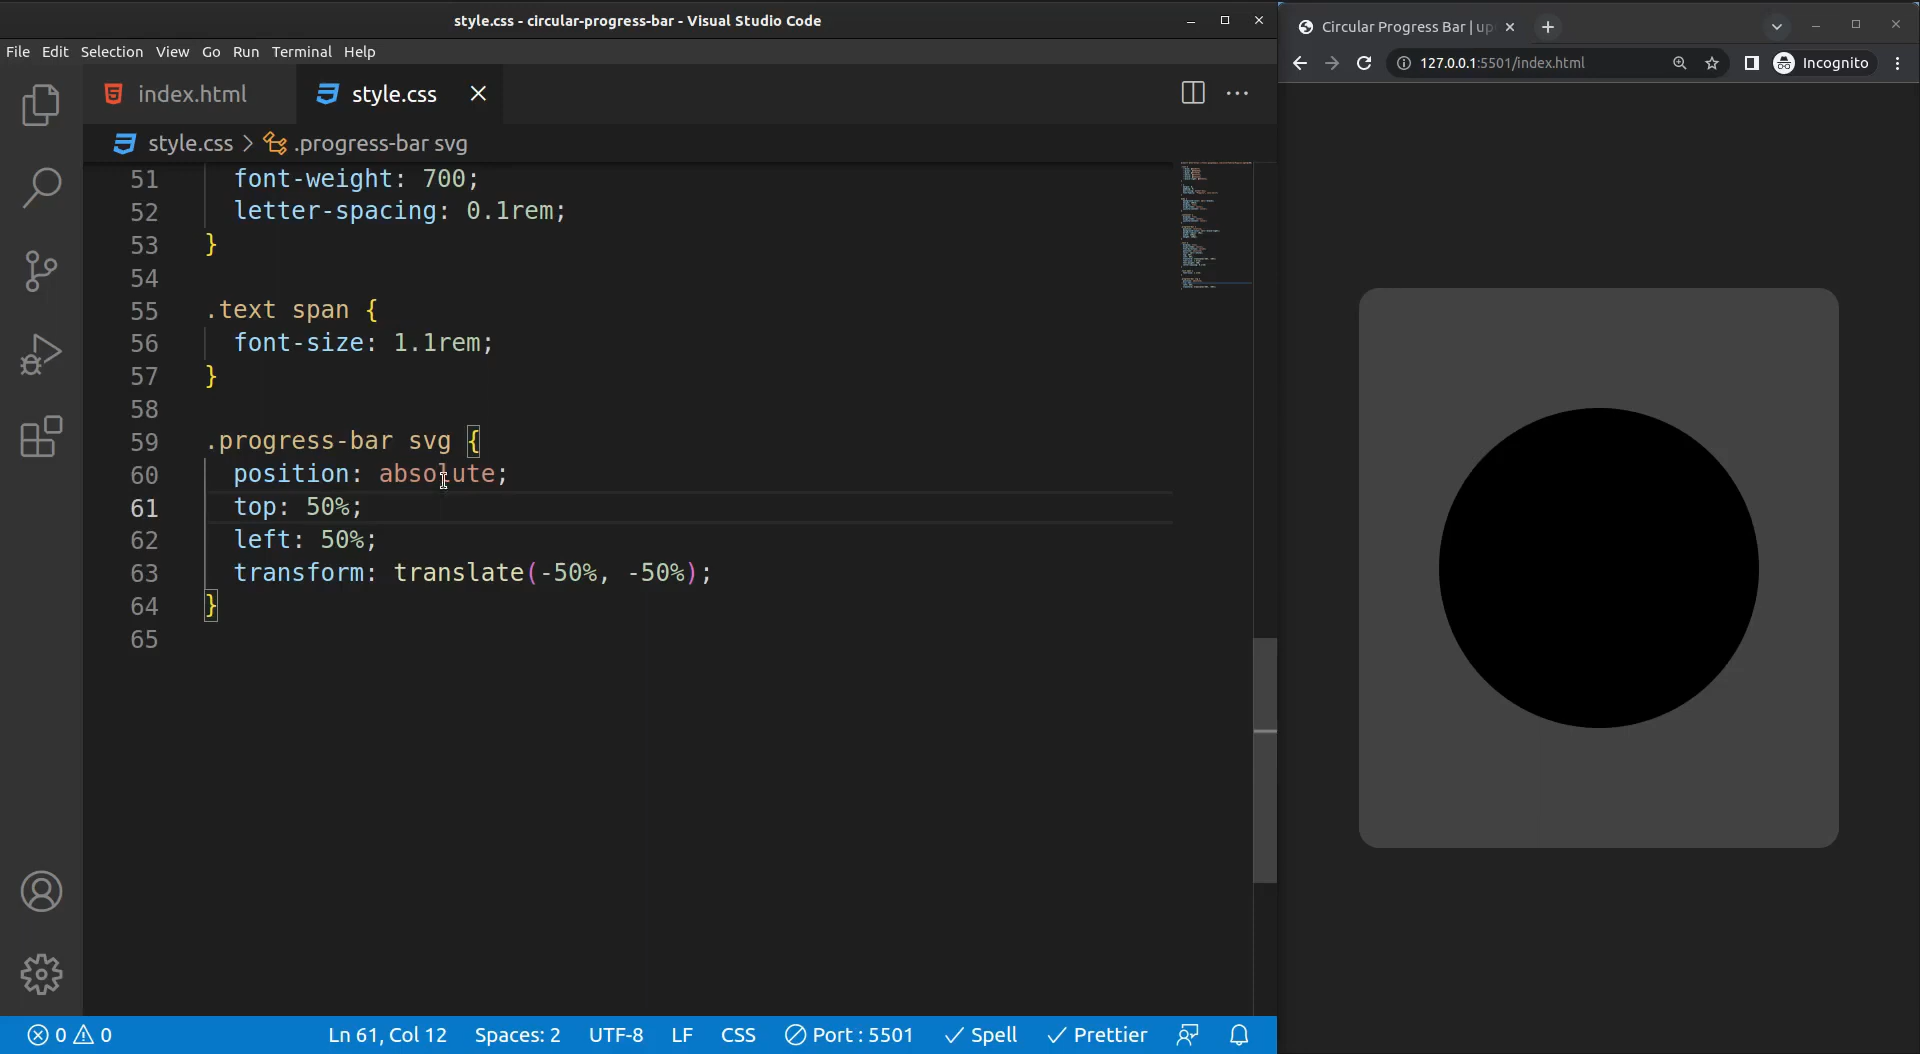 style.css - circular-progress-bar - Visual Studio Code
File Edit Selection View Go Run Terminal Help
index.html style.css
style.css > .progress-bar svg
51 font-weight: 700;
52 letter-spacing: 0.1rem;
53 }
54
55 .text span {
56 font-size: 1.1rem;
57 }
58
59 .progress-bar svg {
60 position: absolute;
61 top: 50%;
62 left: 50%;
63 transform: translate(-50%, -50%);
64 }
65
0 0 Ln 61, Col 12 Spaces: 2 UTF-8 LF CSS Port : 5501 Spell Prettier
Circular Progress Bar | up
127.0.0.1:5501/index.html Incognito